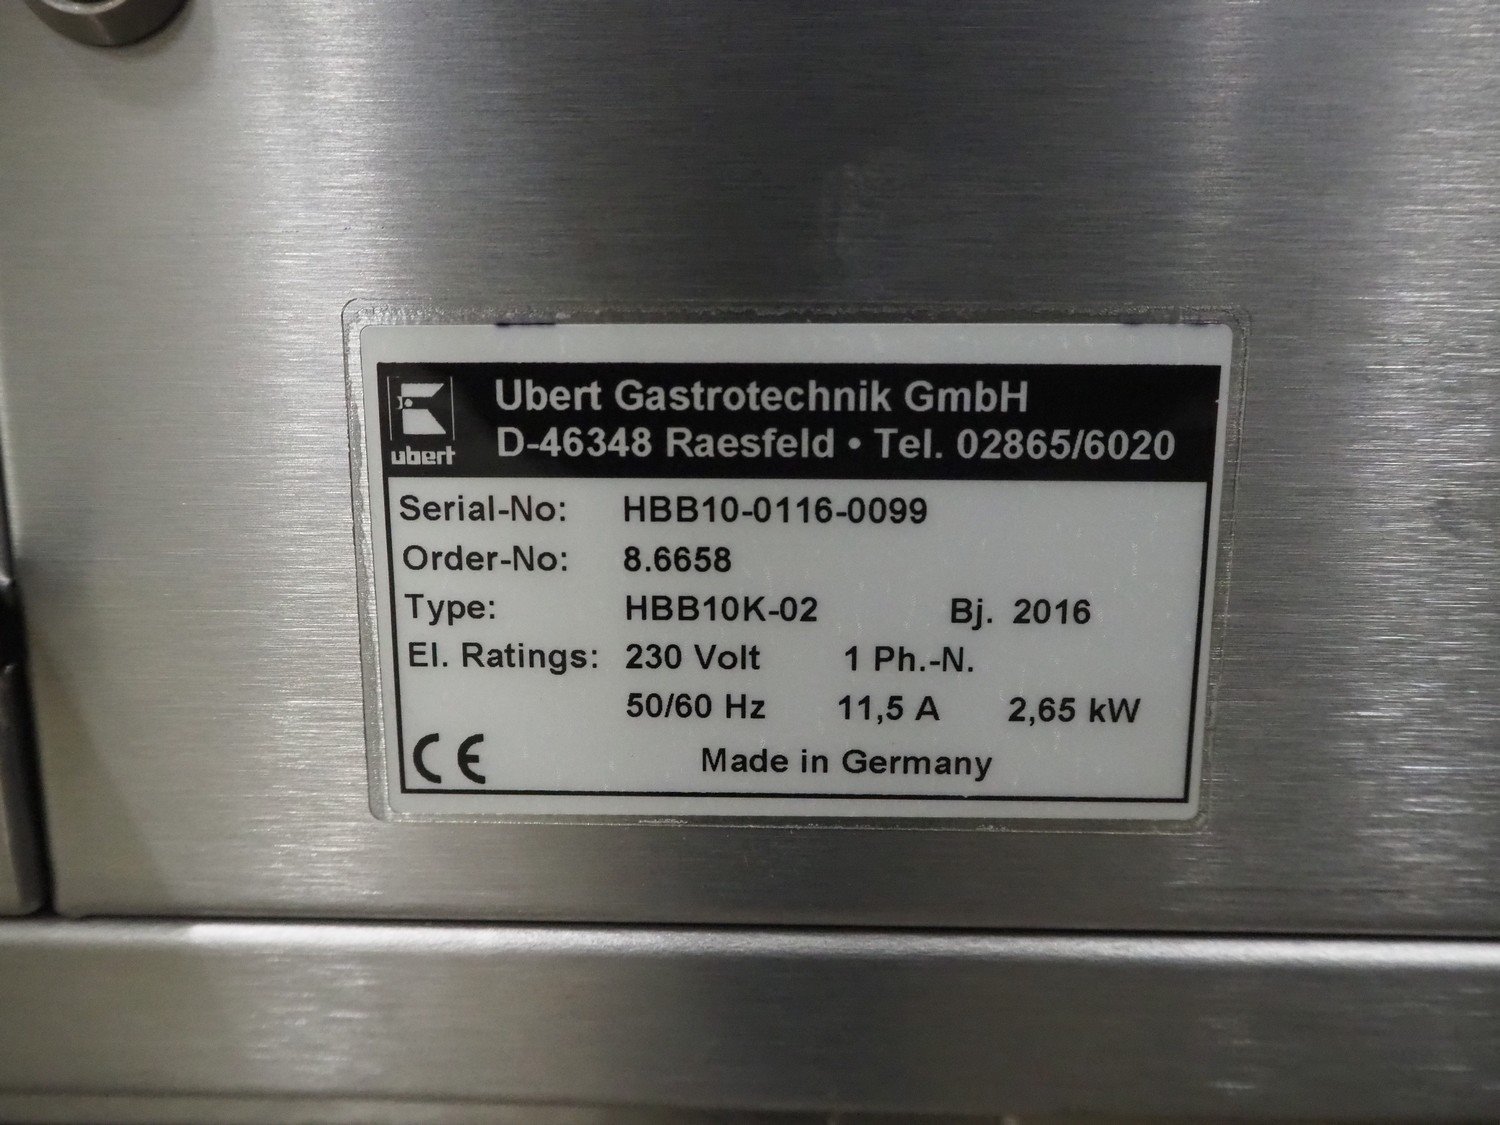 Ubert Gastrotechnik GmbH
ubert D-46348 Raesfeld • Tel. 02865/6020
Serial-No: HBB10-0116-0099
Order-No: 8.6658
Type: HBB10K-02 Bj. 2016
El. Ratings: 230 Volt 1 Ph.-N.
50/60 Hz 11,5 A 2,65 kW
CE Made in Germany